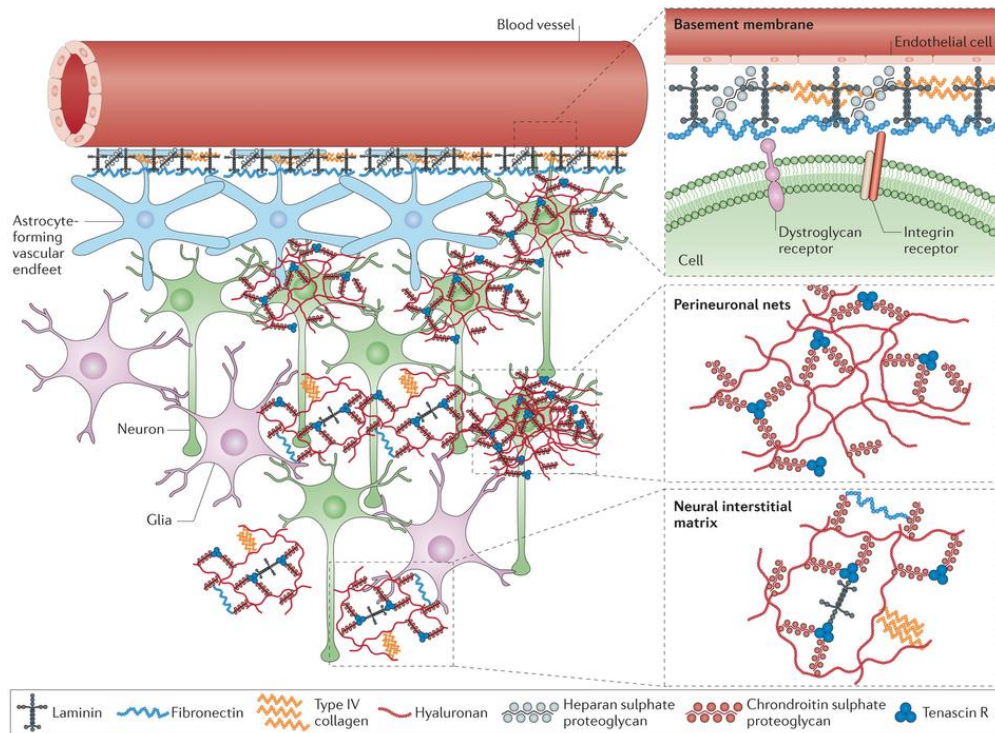 Blood vessel
Basement membrane
Endothelial cell
Astrocyte-
forming
vascular
endfeet
Dystroglycan
receptor
Integrin
receptor
Cell
Perineuronal nets
Neuron
Glia
Neural interstitial
matrix
Laminin
Fibronectin
Type IV
collagen
Hyaluronan
Heparan sulphate
proteoglycan
Chrondroitin sulphate
proteoglycan
Tenascin R